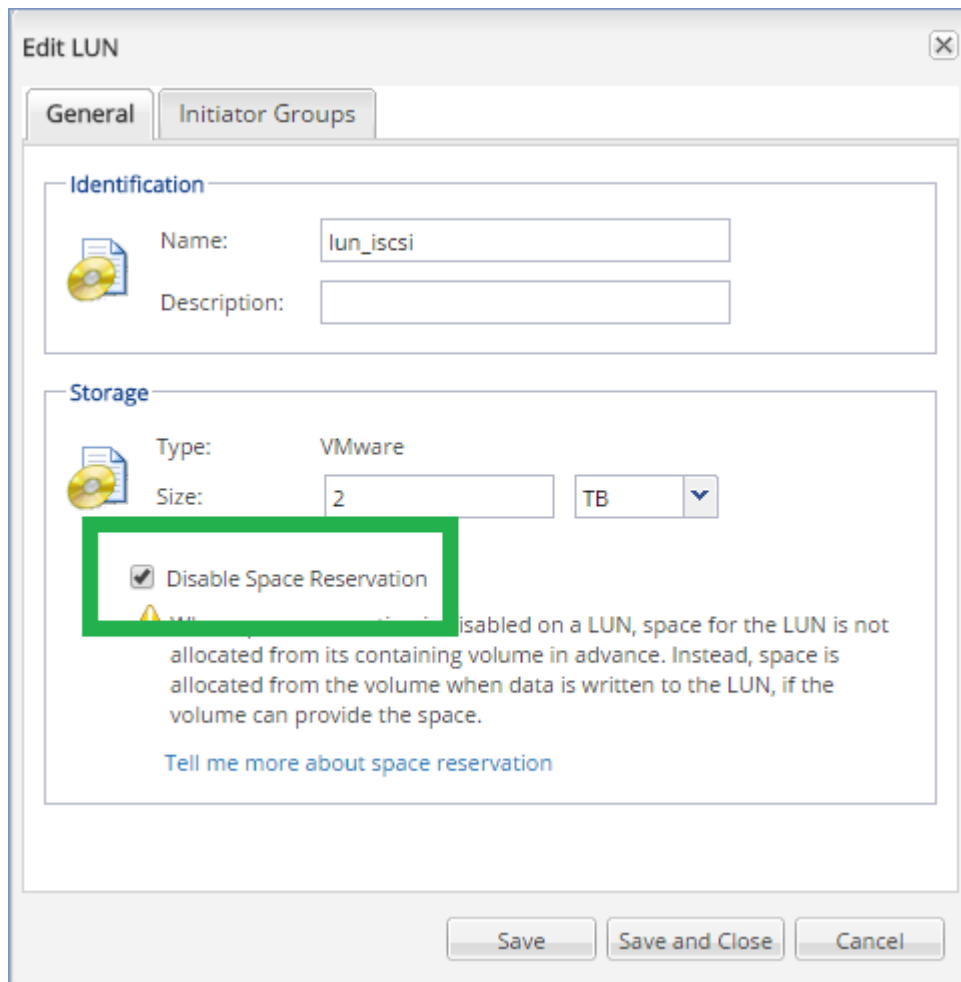 Edit LUN
General Initiator Groups
Identification
Name: lun_iscsi
Description:
Storage
Type: VMware
Size: 2 TB
Disable Space Reservation
isabled on a LUN, space for the LUN is not
allocated from its containing volume in advance. Instead, space is
allocated from the volume when data is written to the LUN, if the
volume can provide the space.
Tell me more about space reservation
Save Save and Close Cancel